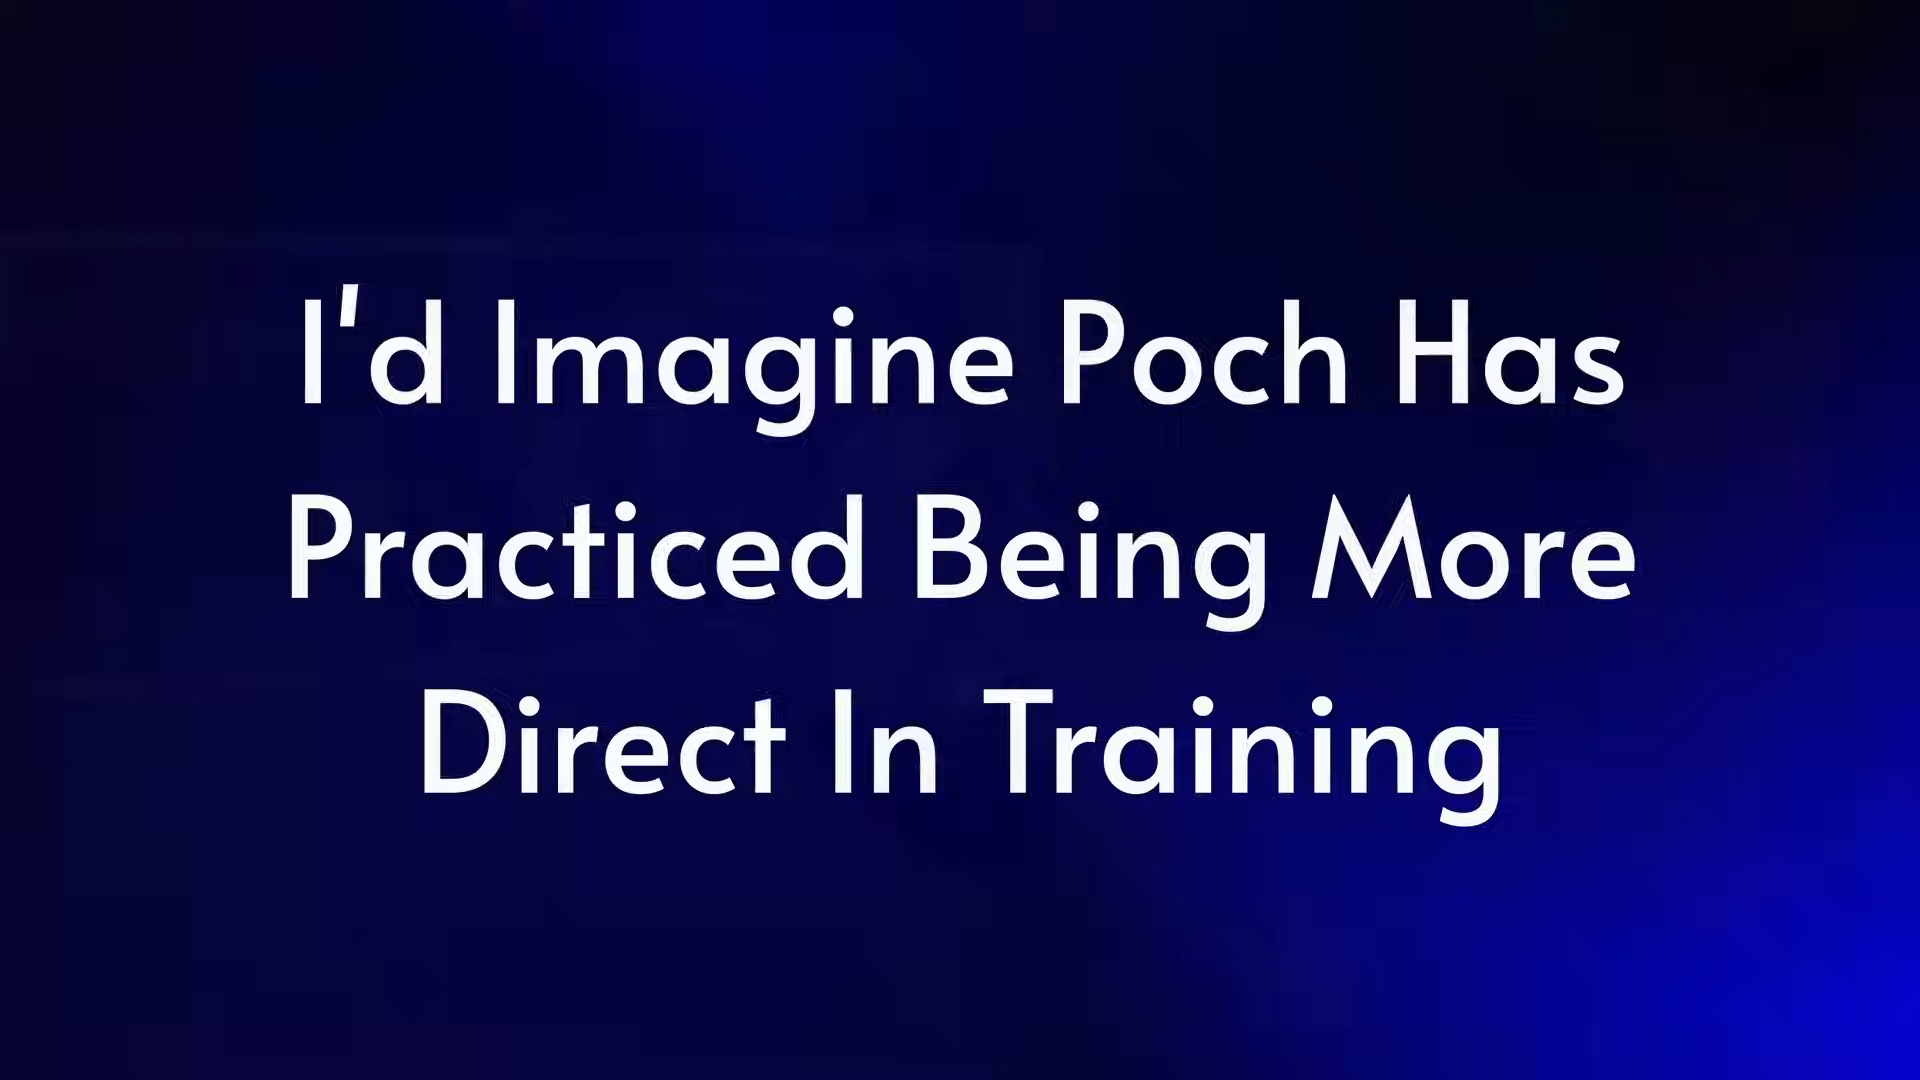 I'd Imagine Poch Has
Practiced Being More
Direct In Training